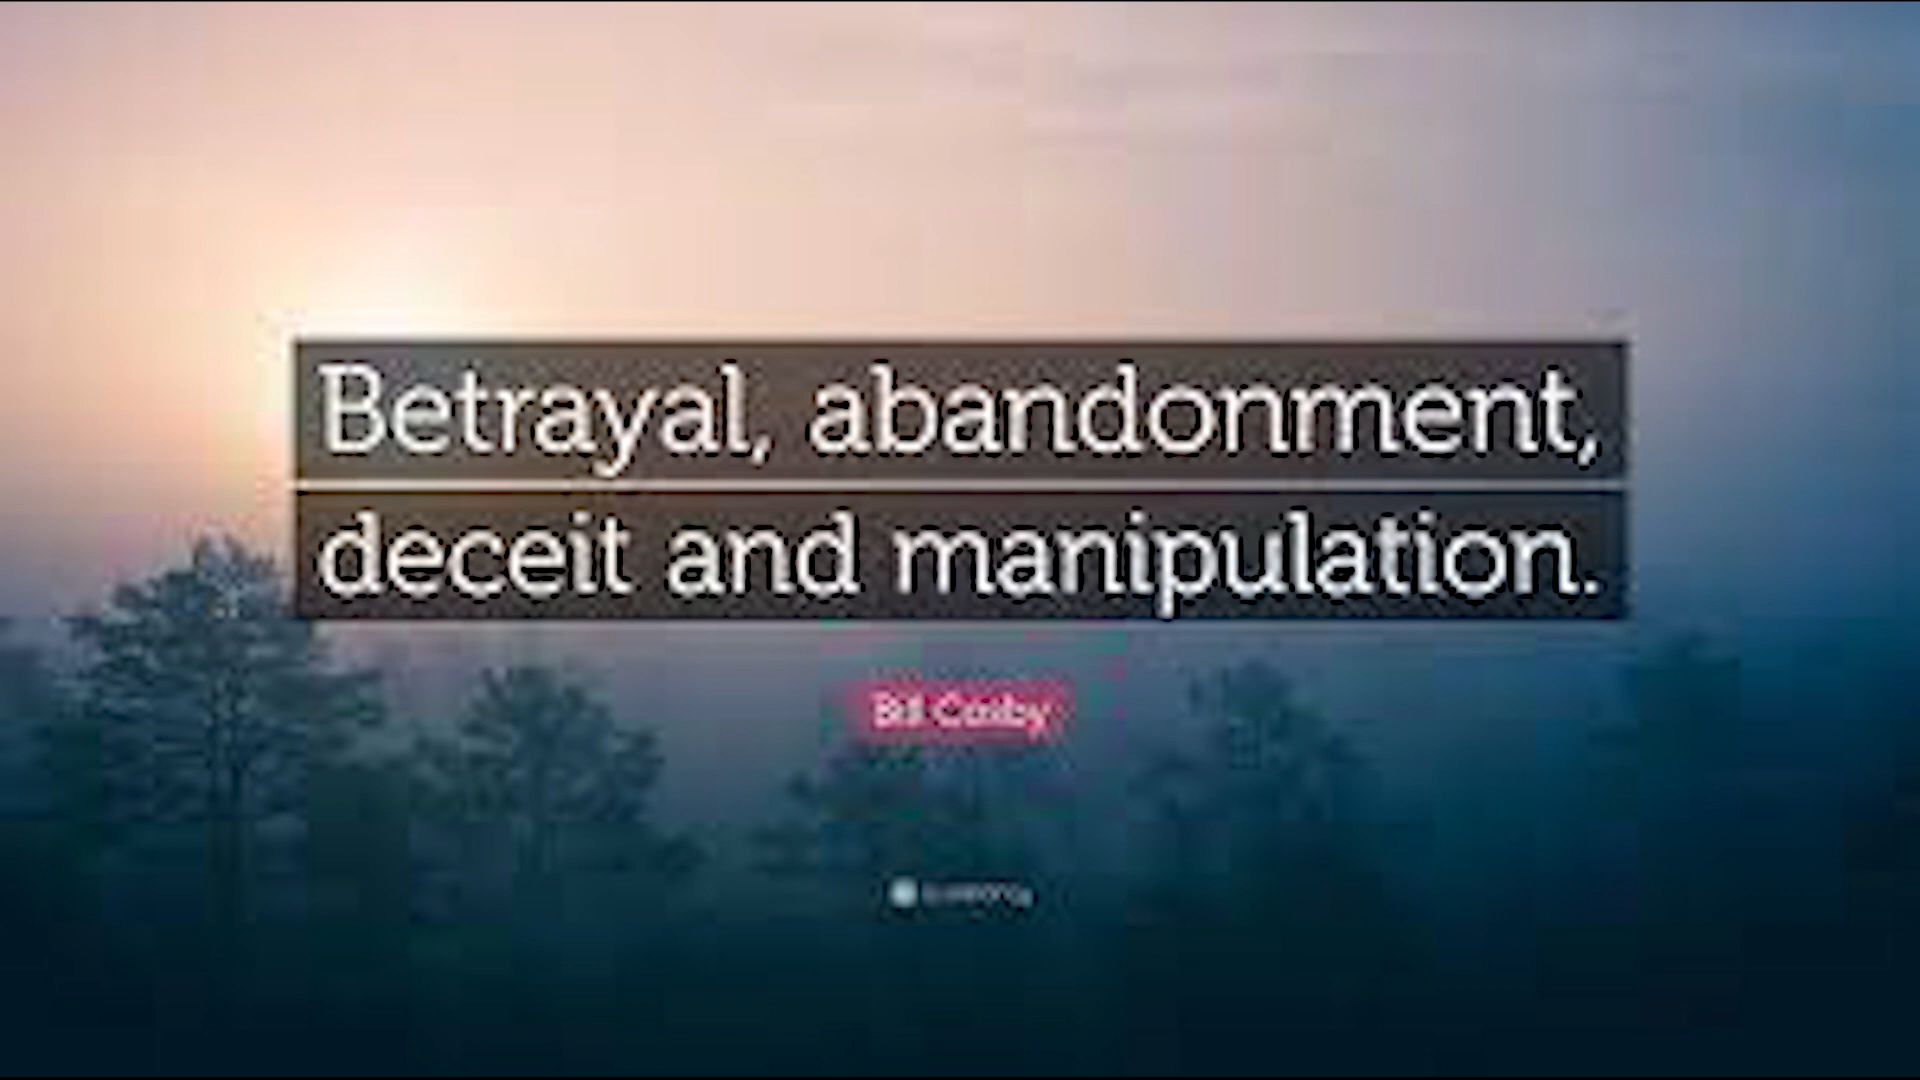 Betrayal, abandonment,
deceit and manipulation.
Bill Cosby